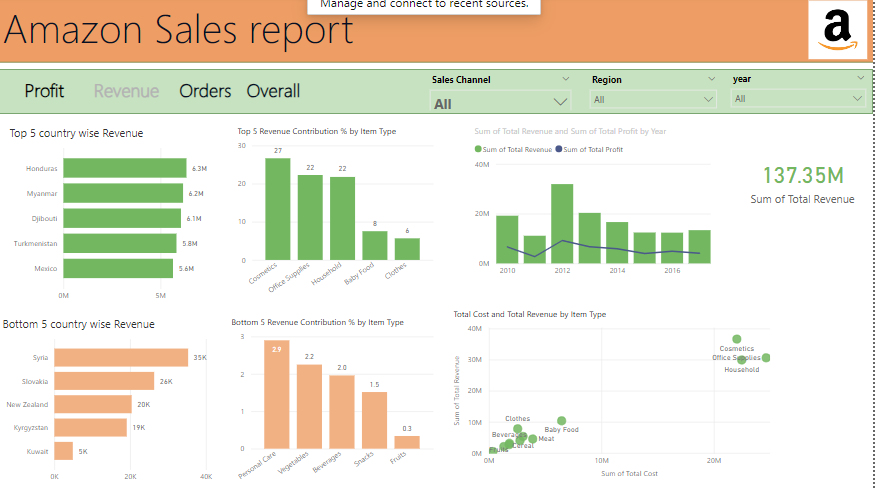 Manage and connect to recent sources.
Amazon Sales report
a
Profit Revenue Orders Overall
Sales Channel
All
Region
All
year
All
Top 5 country wise Revenue
Honduras 6.3M
Myanmar 6.2M
Djibouti 6.1M
Turkmenistan 5.8M
Mexico 5.6M
0M 5M
Top 5 Revenue Contribution % by Item Type
30
20
10
0
27 22 22 8 6
Cosmetics Office Supplies Household Baby Food Clothes
Sum of Total Revenue and Sum of Total Profit by Year
Sum of Total Revenue Sum of Total Profit
40M
20M
0M
2010 2012 2014 2016
137.35M
Sum of Total Revenue
Bottom 5 country wise Revenue
Syria 35K
Slovakia 26K
New Zealand 20K
Kyrgyzstan 19K
Kuwait 5K
0K 20K 40K
Bottom 5 Revenue Contribution % by Item Type
3
2
1
0
2.9 2.2 2.0 1.5 0.3
Personal Care Vegetables Beverages Snacks Fruits
Total Cost and Total Revenue by Item Type
Sum of Total Revenue
40M
30M
20M
10M
0M
Cosmetics
Office Supplies
Household
Clothes
Baby Food
Meat
Cereal
Fruits
0M 10M 20M
Sum of Total Cost